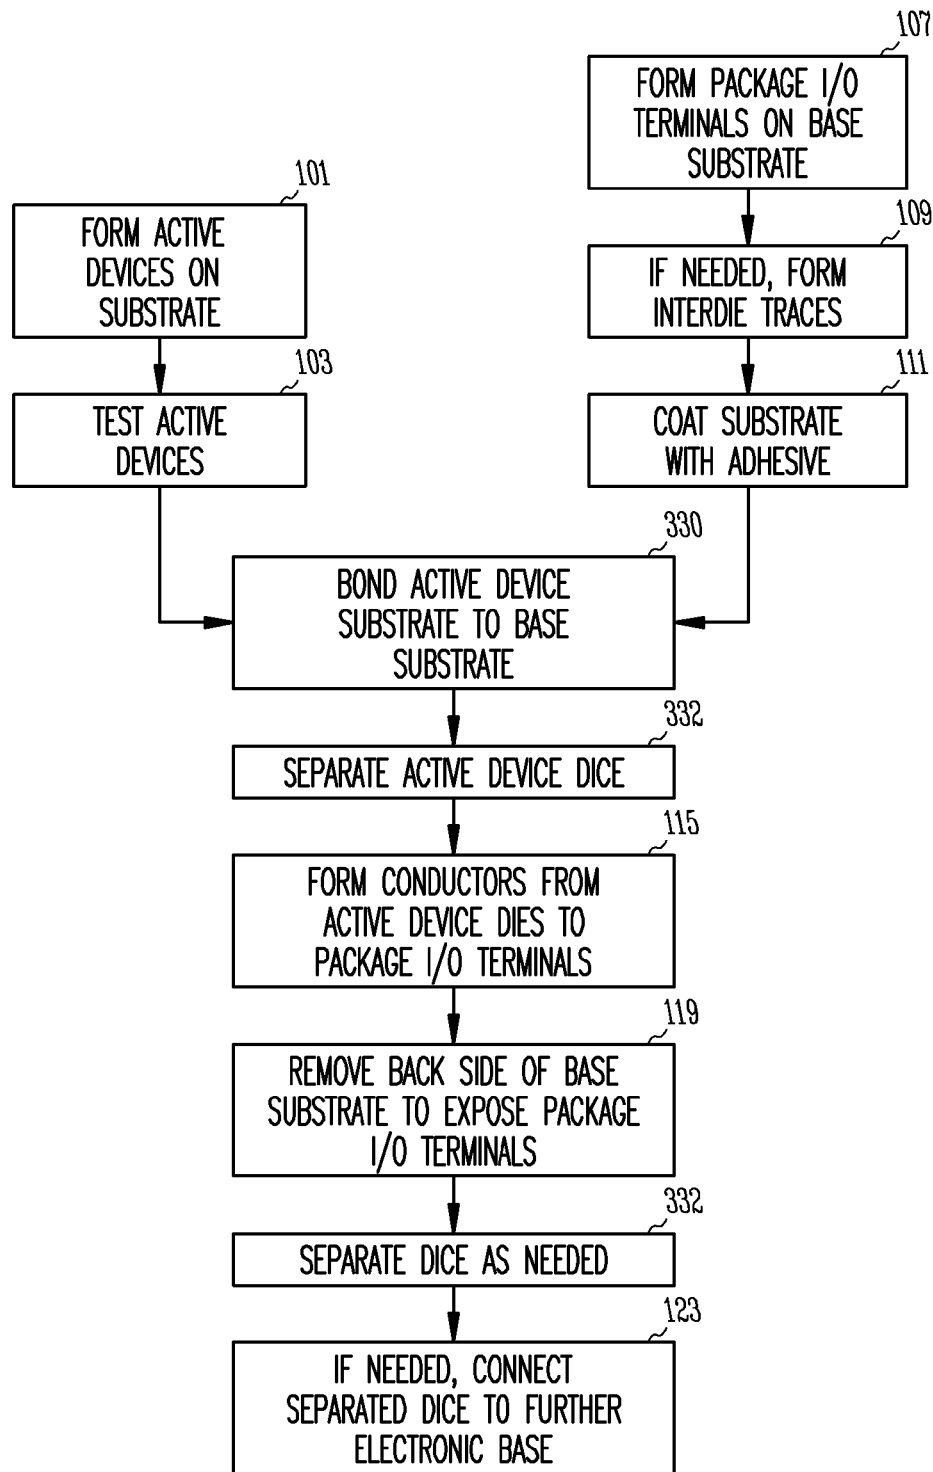 107
FORM PACKAGE I/O
TERMINALS ON BASE
SUBSTRATE
101
FORM ACTIVE
DEVICES ON
SUBSTRATE
109
IF NEEDED, FORM
INTERDIE TRACES
103
TEST ACTIVE
DEVICES
111
COAT SUBSTRATE
WITH ADHESIVE
330
BOND ACTIVE DEVICE
SUBSTRATE TO BASE
SUBSTRATE
332
SEPARATE ACTIVE DEVICE DICE
115
FORM CONDUCTORS FROM
ACTIVE DEVICE DIES TO
PACKAGE I/O TERMINALS
119
REMOVE BACK SIDE OF BASE
SUBSTRATE TO EXPOSE PACKAGE
I/O TERMINALS
332
SEPARATE DICE AS NEEDED
123
IF NEEDED, CONNECT
SEPARATED DICE TO FURTHER
ELECTRONIC BASE